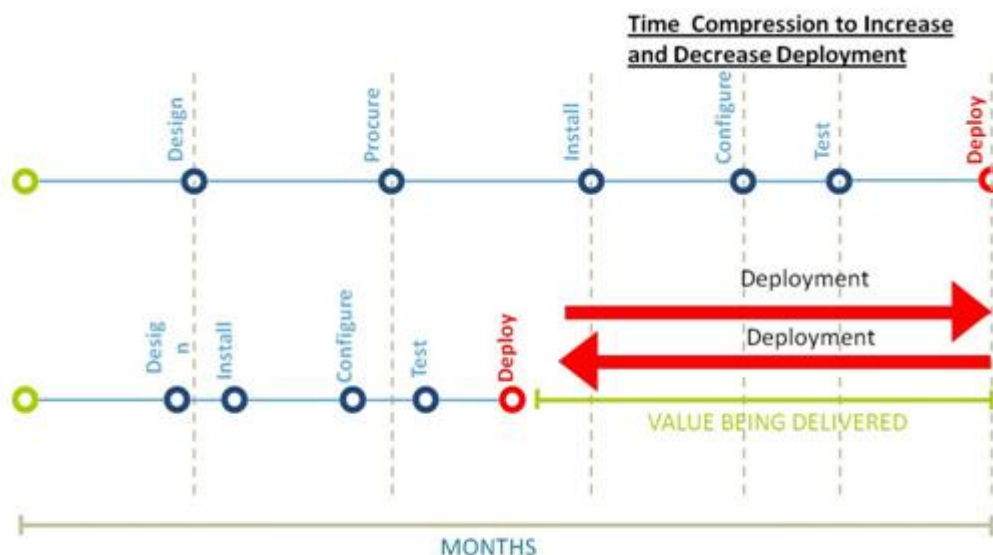 Time Compression to Increase
and Decrease Deployment
Design
Procure
Install
Configure
Test
Deploy
Deployment
Deployment
Desig
n
Install
Configure
Test
Deploy
VALUE BEING DELIVERED
MONTHS